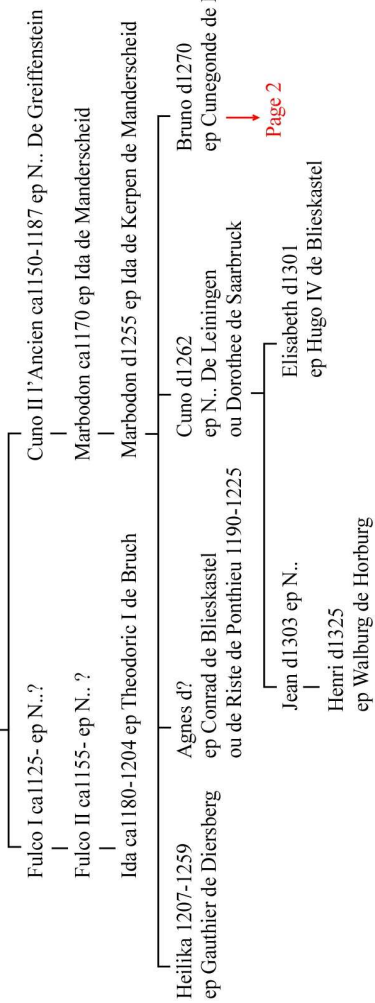 Fulco I ca1125- ep N..?
Cuno II l'Ancien ca1150-1187 ep N.. De Greiffenstein
Fulco II ca1155- ep N.. ?
Marbodon ca1170 ep Ida de Manderscheid
Ida ca1180-1204 ep Theodoric I de Bruch
Marbodon d1255 ep Ida de Kerpen de Manderscheid
Heilika 1207-1259
ep Gauthier de Diersberg
Agnes d?
ep Conrad de Blieskastel
ou de Riste de Ponthieu 1190-1225
Cuno d1262
ep N.. De Leiningen
ou Dorothee de Saarbruck
Bruno d1270
ep Cunegonde de
Page 2
Jean d1303 ep N..
Elisabeth d1301
ep Hugo IV de Blieskastel
Henri d1325
ep Walburg de Horburg